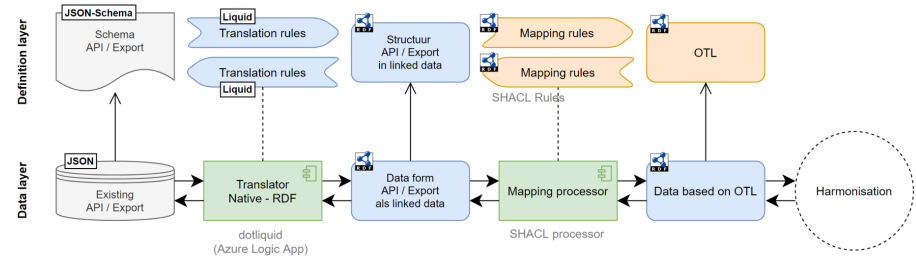 Definition layer
JSON-Schema
Schema
API / Export
Liquid
Translation rules
Translation rules
Liquid
RDF
Structuur
API / Export
in linked data
RDF
Mapping rules
RDF
Mapping rules
SHACL Rules
RDF
OTL
Data layer
JSON
Existing
API / Export
Translator
Native - RDF
dotliquid
(Azure Logic App)
RDF
Data form
API / Export
als linked data
Mapping processor
SHACL processor
RDF
Data based on OTL
Harmonisation